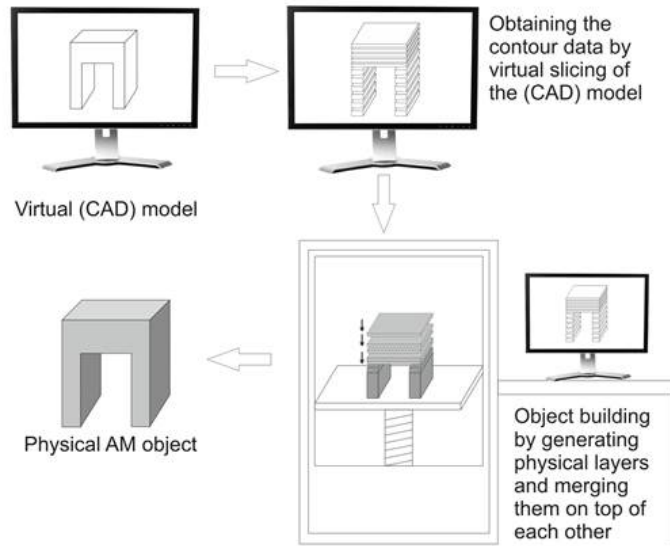 Obtaining the
contour data by
virtual slicing of
the (CAD) model
Virtual (CAD) model
Physical AM object
Object building
by generating
physical layers
and merging
them on top of
each other